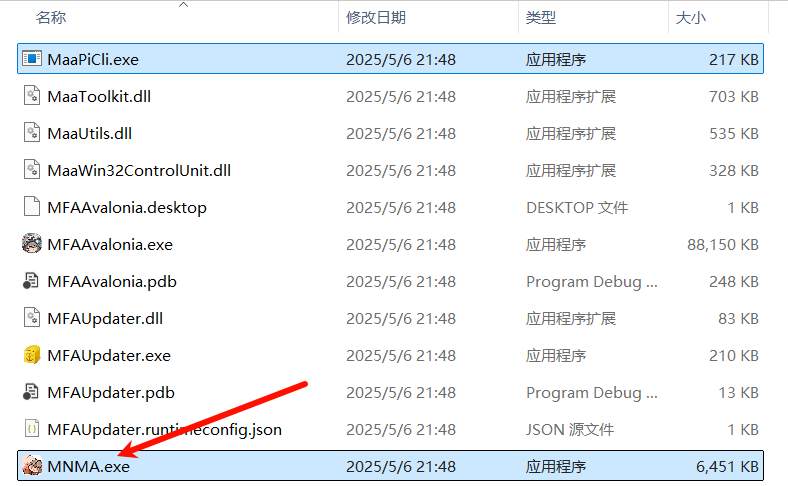 名称 修改日期 类型 大小
MaaPiCli.exe 2025/5/6 21:48 应用程序 217 KB
MaaToolkit.dll 2025/5/6 21:48 应用程序扩展 703 KB
MaaUtils.dll 2025/5/6 21:48 应用程序扩展 535 KB
MaaWin32ControlUnit.dll 2025/5/6 21:48 应用程序扩展 328 KB
MFAAvalonia.desktop 2025/5/6 21:48 DESKTOP 文件 1 KB
MFAAvalonia.exe 2025/5/6 21:48 应用程序 88,150 KB
MFAAvalonia.pdb 2025/5/6 21:48 Program Debug ... 248 KB
MFAUpdater.dll 2025/5/6 21:48 应用程序扩展 83 KB
MFAUpdater.exe 2025/5/6 21:48 应用程序 210 KB
MFAUpdater.pdb 2025/5/6 21:48 Program Debug ... 13 KB
MFAUpdater.runtimeconfig.json 2025/5/6 21:48 JSON 源文件 1 KB
MNMA.exe 2025/5/6 21:48 应用程序 6,451 KB